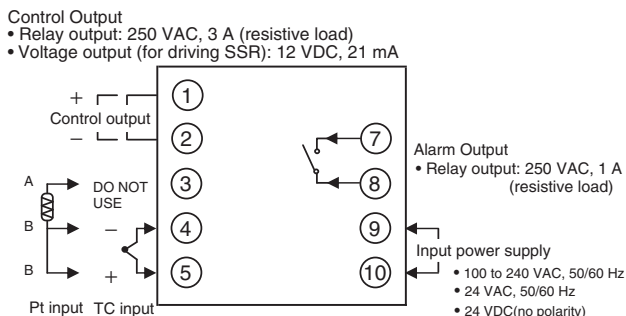 Control Output
• Relay output: 250 VAC, 3 A (resistive load)
• Voltage output (for driving SSR): 12 VDC, 21 mA
+
Control output
−
1
2
3
4
5
A
B
B
DO NOT
USE
−
+
Pt input
TC input
7
8
9
10
Alarm Output
• Relay output: 250 VAC, 1 A
(resistive load)
Input power supply
• 100 to 240 VAC, 50/60 Hz
• 24 VAC, 50/60 Hz
• 24 VDC(no polarity)